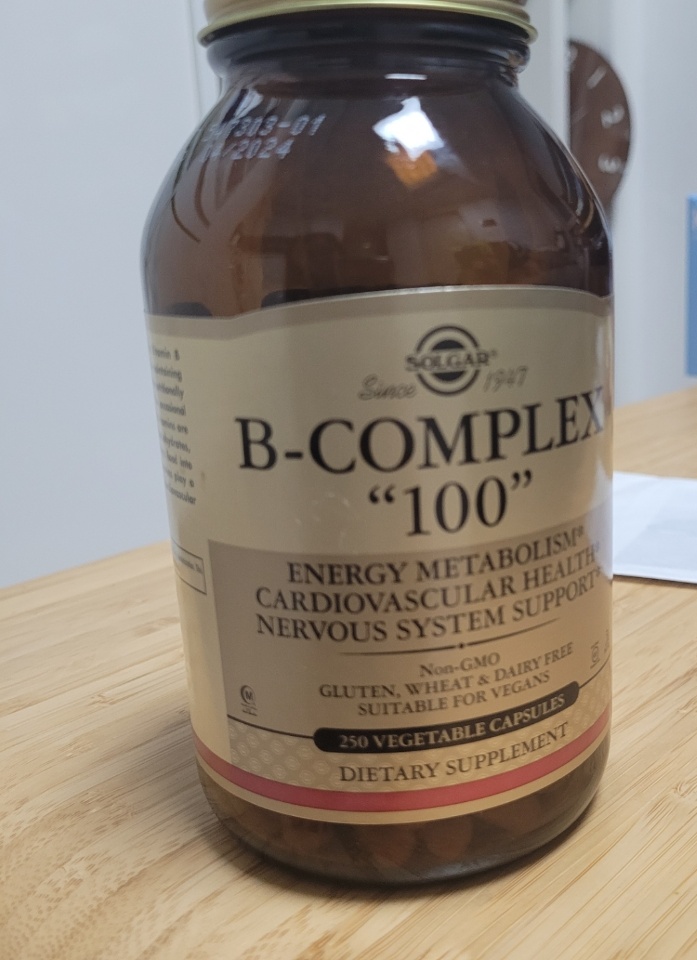 303-01
/2024
SOLGAR®
Since 1947
B-COMPLEX
“100”
ENERGY METABOLISM*
CARDIOVASCULAR HEALTH*
NERVOUS SYSTEM SUPPORT*
Non-GMO
GLUTEN, WHEAT & DAIRY FREE
SUITABLE FOR VEGANS
250 VEGETABLE CAPSULES
DIETARY SUPPLEMENT